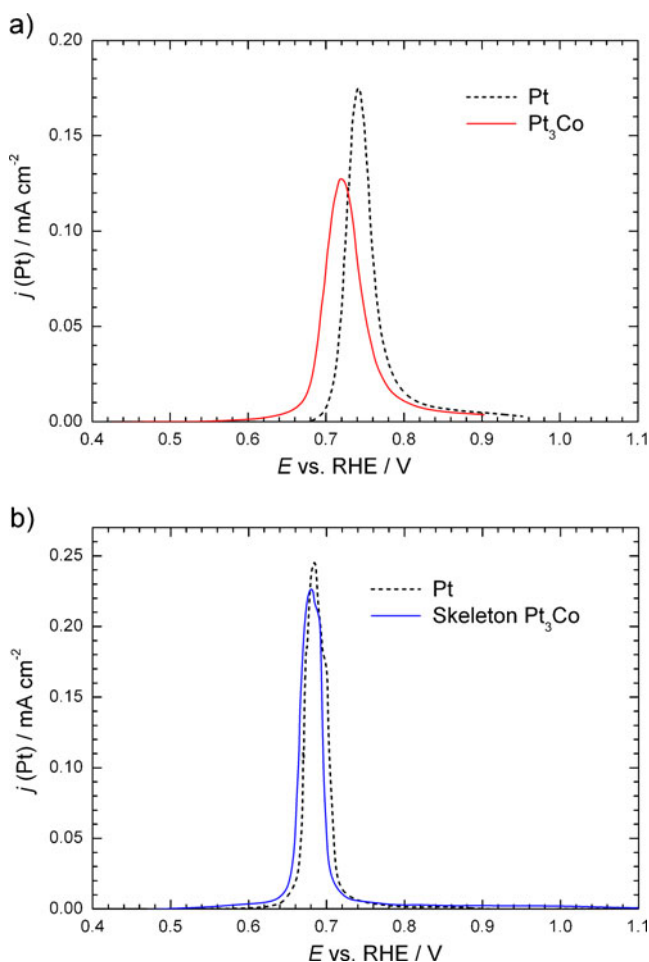 a)
0.20
0.15
0.10
0.05
0.00
j (Pt) / mA cm⁻²
Pt
Pt₃Co
0.4 0.5 0.6 0.7 0.8 0.9 1.0 1.1
E vs. RHE / V
b)
0.25
0.20
0.15
0.10
0.05
0.00
j (Pt) / mA cm⁻²
Pt
Skeleton Pt₃Co
0.4 0.5 0.6 0.7 0.8 0.9 1.0 1.1
E vs. RHE / V